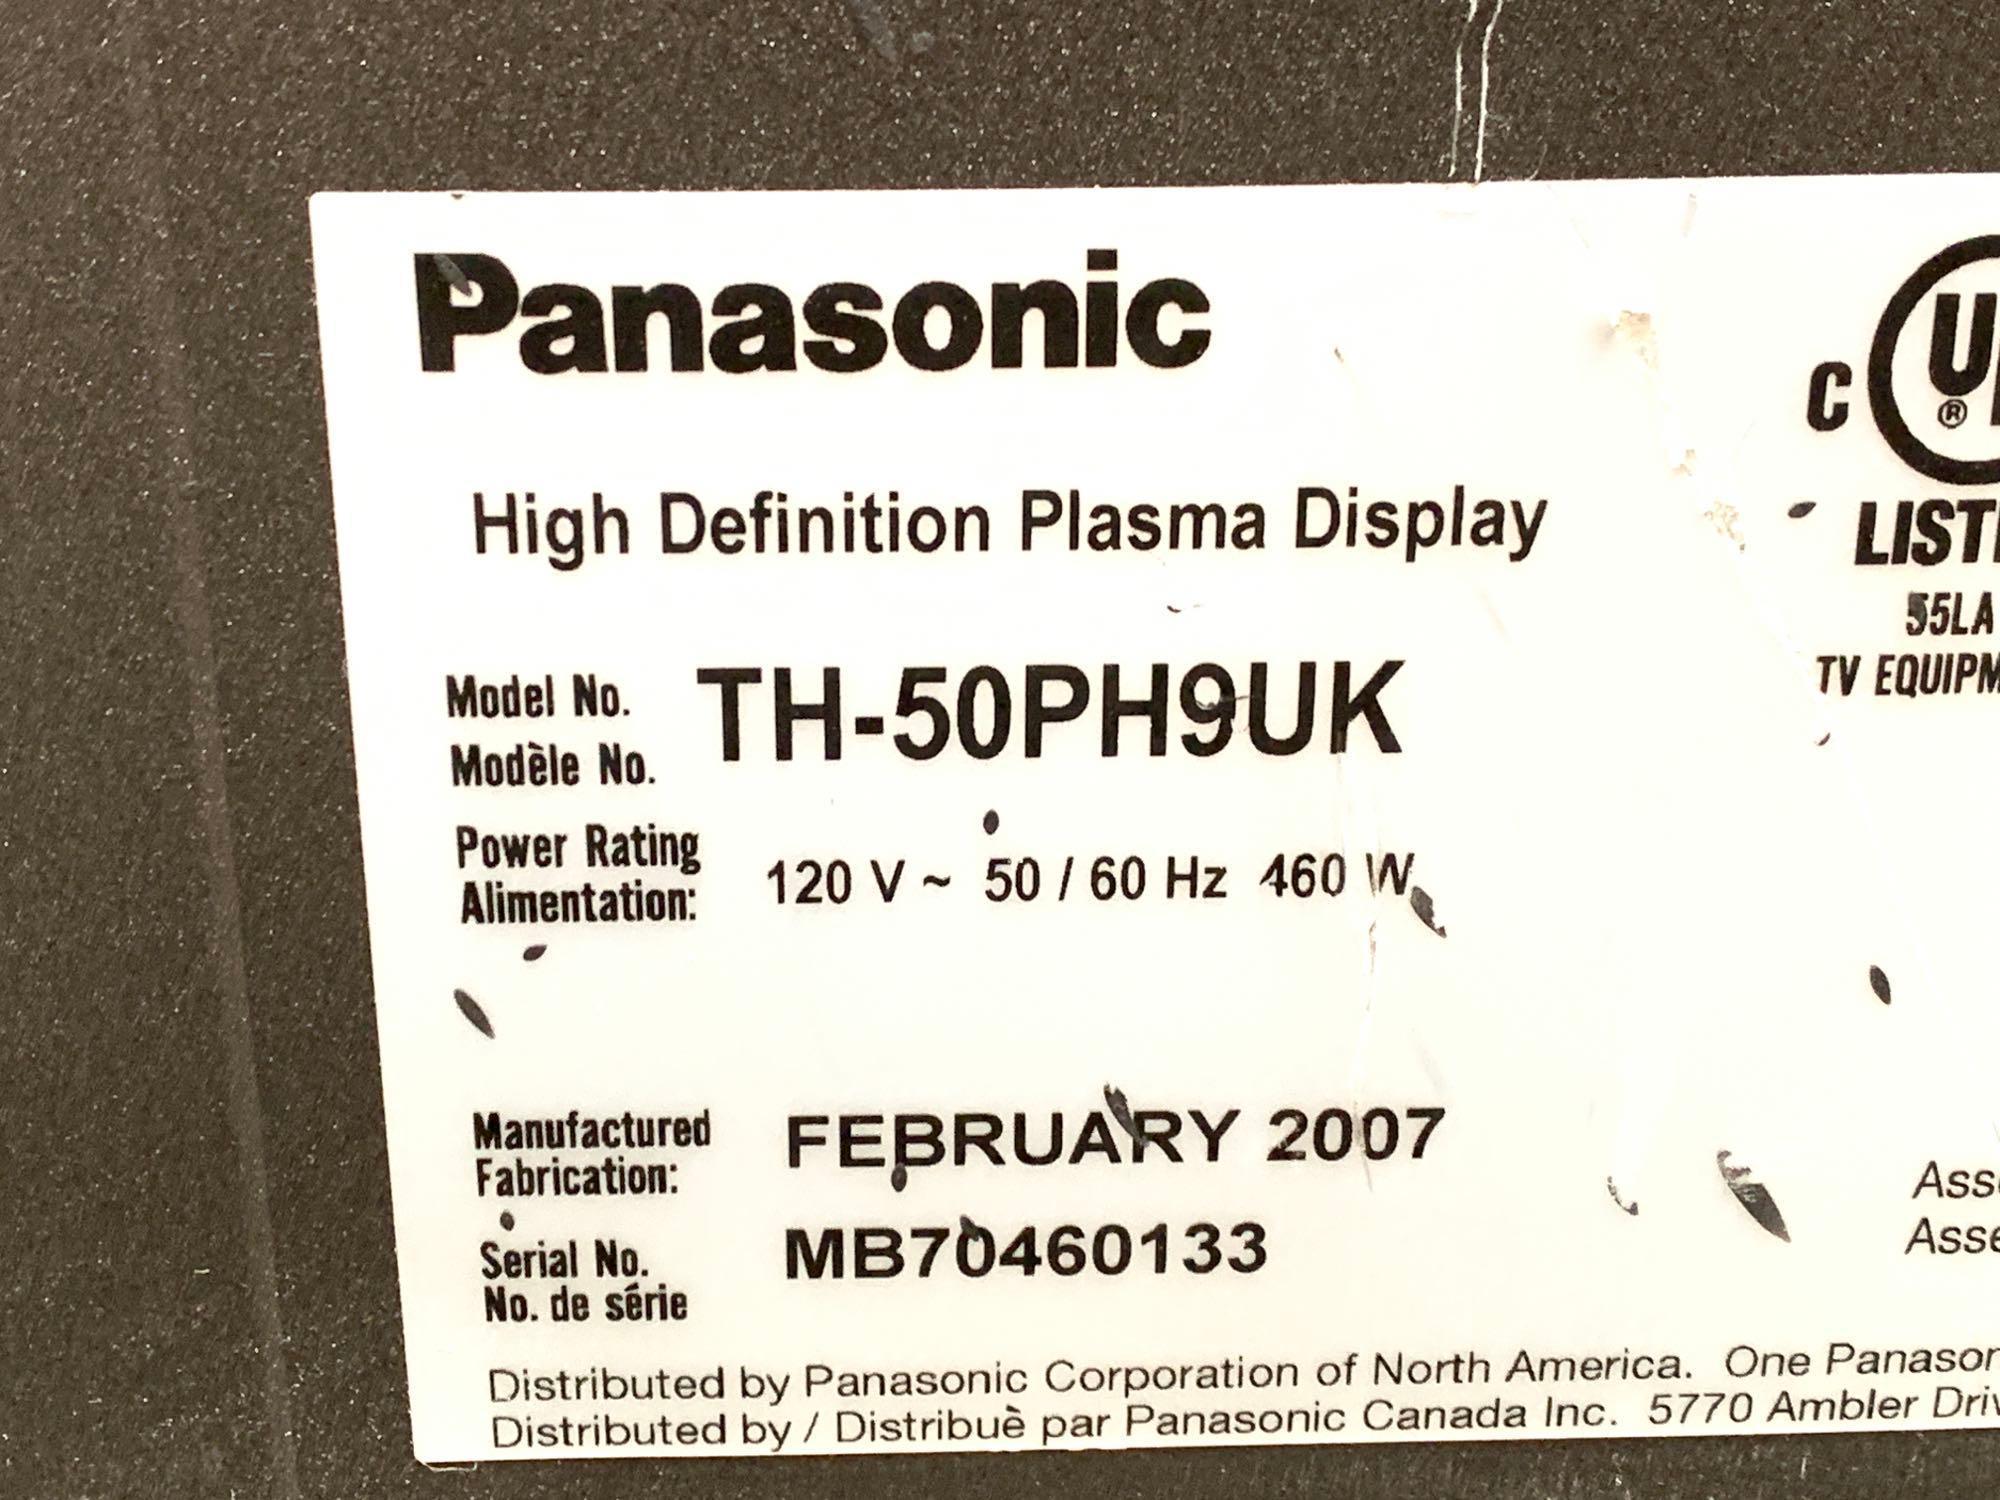 Panasonic
C UL ®
LIST
55LA
TV EQUIPM
High Definition Plasma Display
Model No. TH-50PH9UK
Modèle No.
Power Rating
Alimentation: 120 V ~ 50 / 60 Hz 460 W
Manufactured FEBRUARY 2007
Fabrication:
Serial No. MB70460133
No. de série
Ass
Asse
Distributed by Panasonic Corporation of North America. One Panason
Distributed by / Distribuè par Panasonic Canada Inc. 5770 Ambler Driv